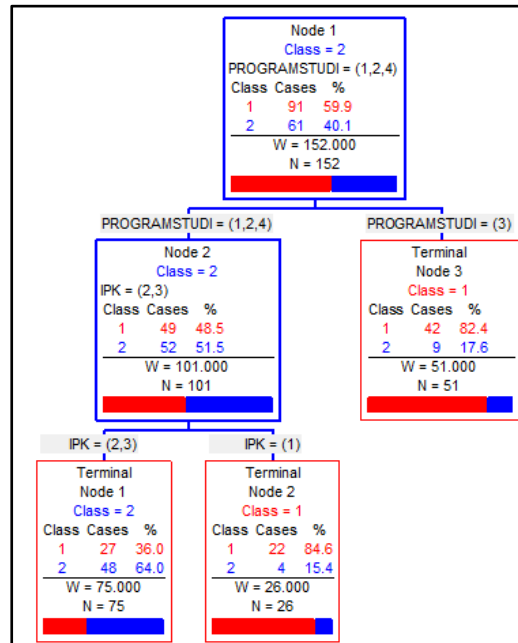 Node 1
Class = 2
PROGRAMSTUDI = (1,2,4)
Class Cases %
1 91 59.9
2 61 40.1
W = 152.000
N = 152
PROGRAMSTUDI = (1,2,4)
PROGRAMSTUDI = (3)
Node 2
Class = 2
IPK = (2,3)
Class Cases %
1 49 48.5
2 52 51.5
W = 101.000
N = 101
Terminal
Node 3
Class = 1
Class Cases %
1 42 82.4
2 9 17.6
W = 51.000
N = 51
IPK = (2,3)
IPK = (1)
Terminal
Node 1
Class = 2
Class Cases %
1 27 36.0
2 48 64.0
W = 75.000
N = 75
Terminal
Node 2
Class = 1
Class Cases %
1 22 84.6
2 4 15.4
W = 26.000
N = 26